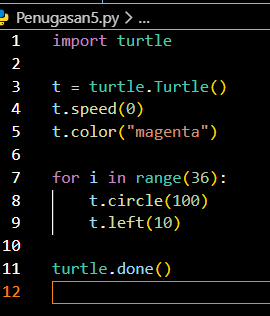 Penugasan5.py > ...
1 import turtle
2
3 t = turtle.Turtle()
4 t.speed(0)
5 t.color("magenta")
6
7 for i in range(36):
8     t.circle(100)
9     t.left(10)
10
11 turtle.done()
12